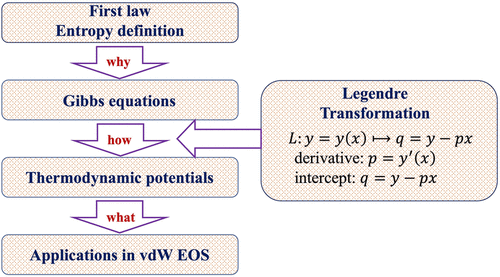 First law
Entropy definition
why
Gibbs equations
how
Thermodynamic potentials
what
Applications in vdW EOS
Legendre
Transformation
L: y = y(x) ↦ q = y − px
derivative: p = y′(x)
intercept: q = y − px